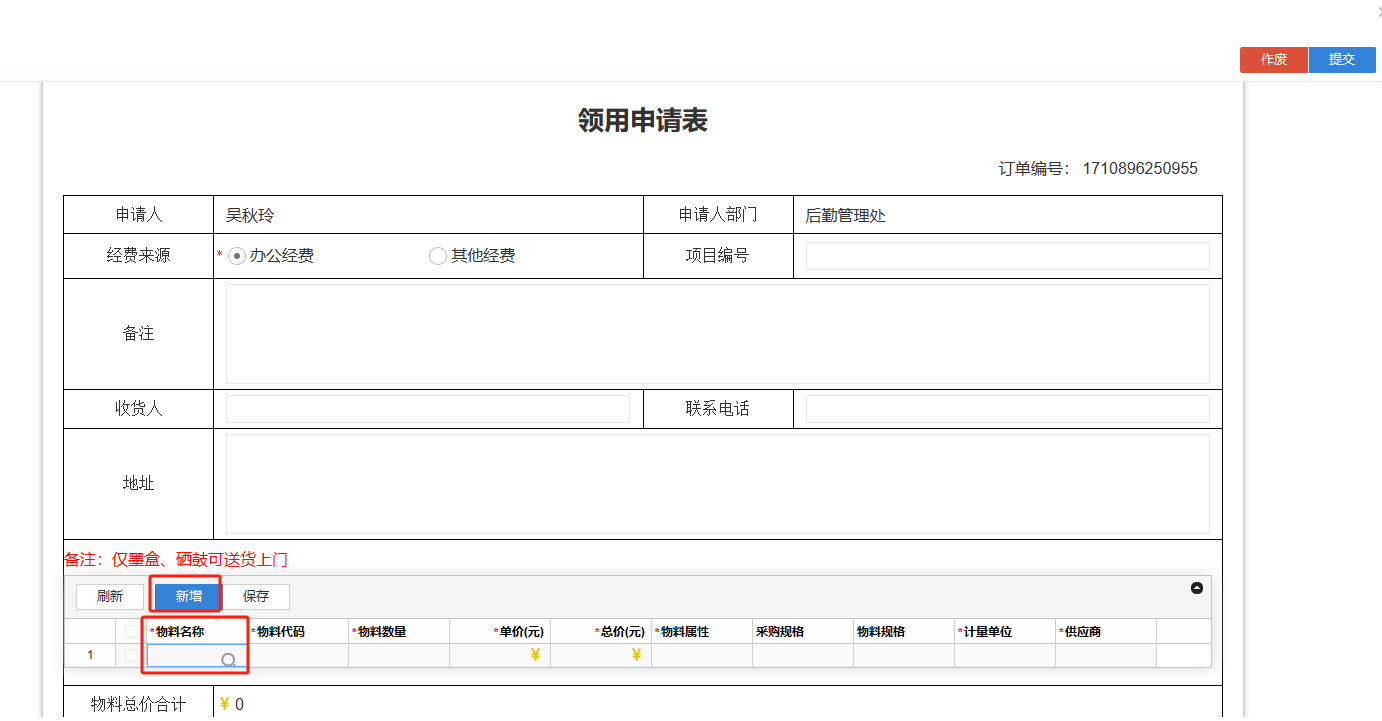 作废 提交
领用申请表
订单编号： 1710896250955
申请人 吴秋玲 申请人部门 后勤管理处
经费来源 * 办公经费 其他经费 项目编号
备注
收货人 联系电话
地址
备注：仅墨盒、硒鼓可送货上门
刷新 新增 保存
*物料名称 *物料代码 *物料数量 *单价(元) *总价(元) *物料属性 采购规格 物料规格 *计量单位 *供应商
1 ¥ ¥
物料总价合计 ¥ 0